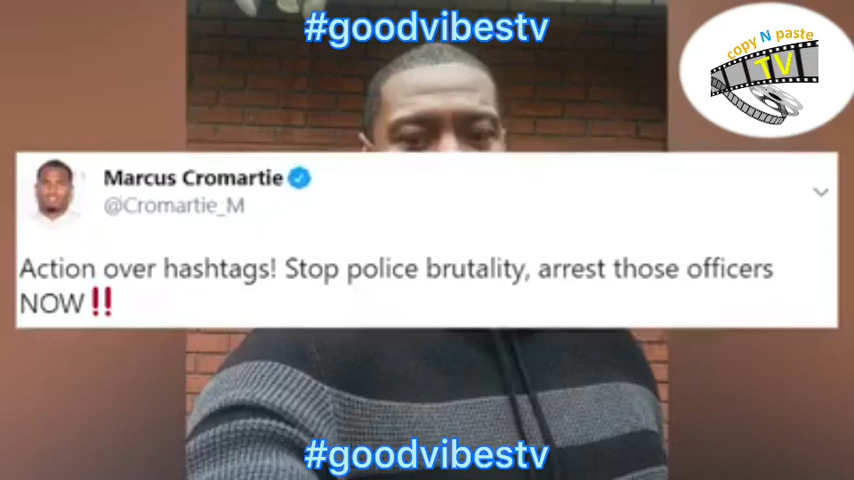 #goodvibestv
copy N paste
TV
Marcus Cromartie
@Cromartie_M
Action over hashtags! Stop police brutality, arrest those officers
NOW‼️
#goodvibestv